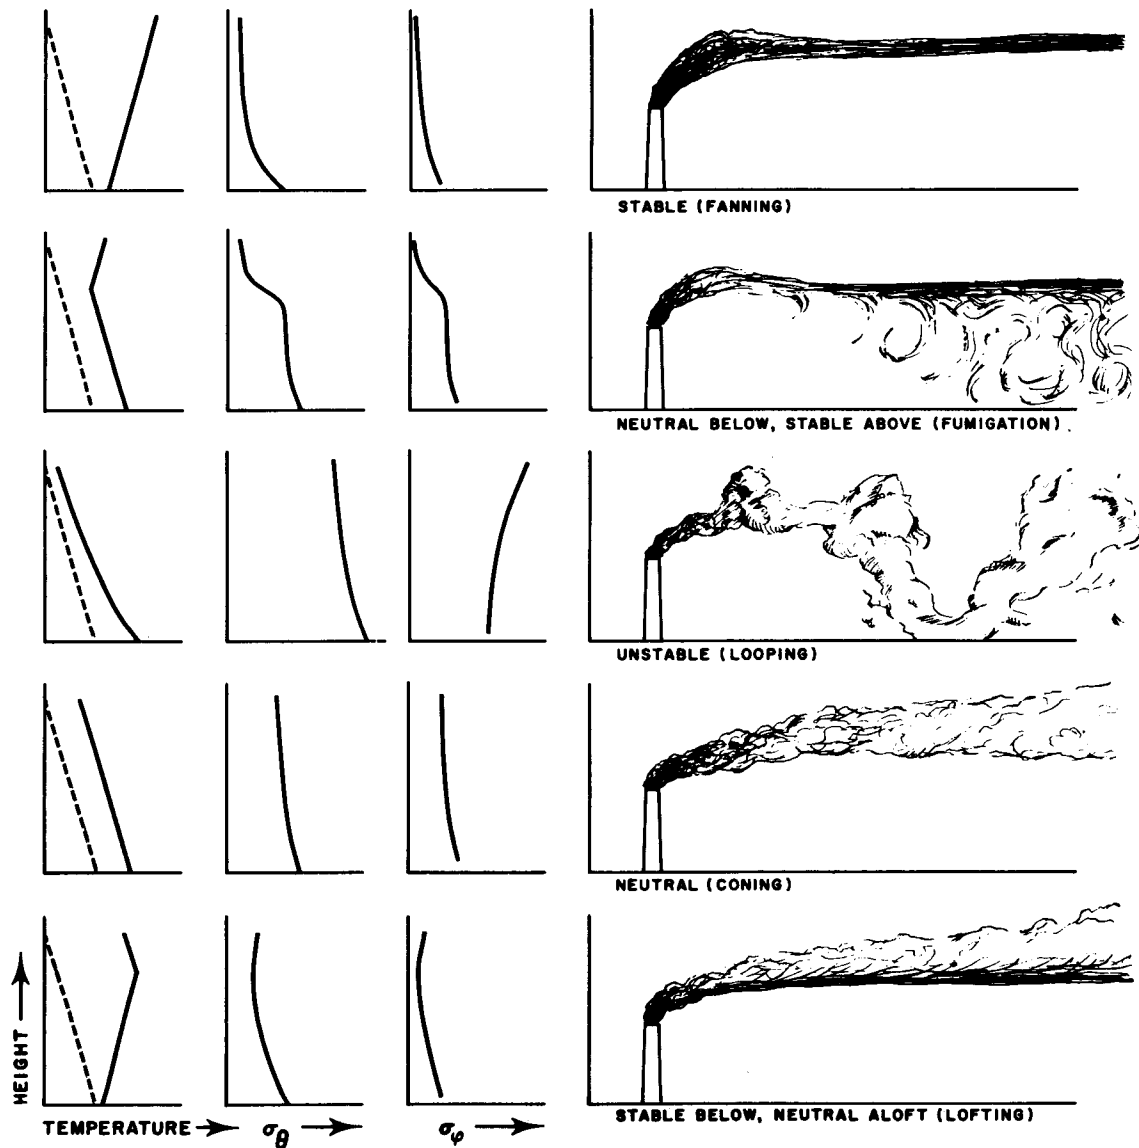 STABLE (FANNING)
NEUTRAL BELOW, STABLE ABOVE (FUMIGATION)
UNSTABLE (LOOPING)
NEUTRAL (CONING)
STABLE BELOW, NEUTRAL ALOFT (LOFTING)
HEIGHT
TEMPERATURE
σθ
σφ